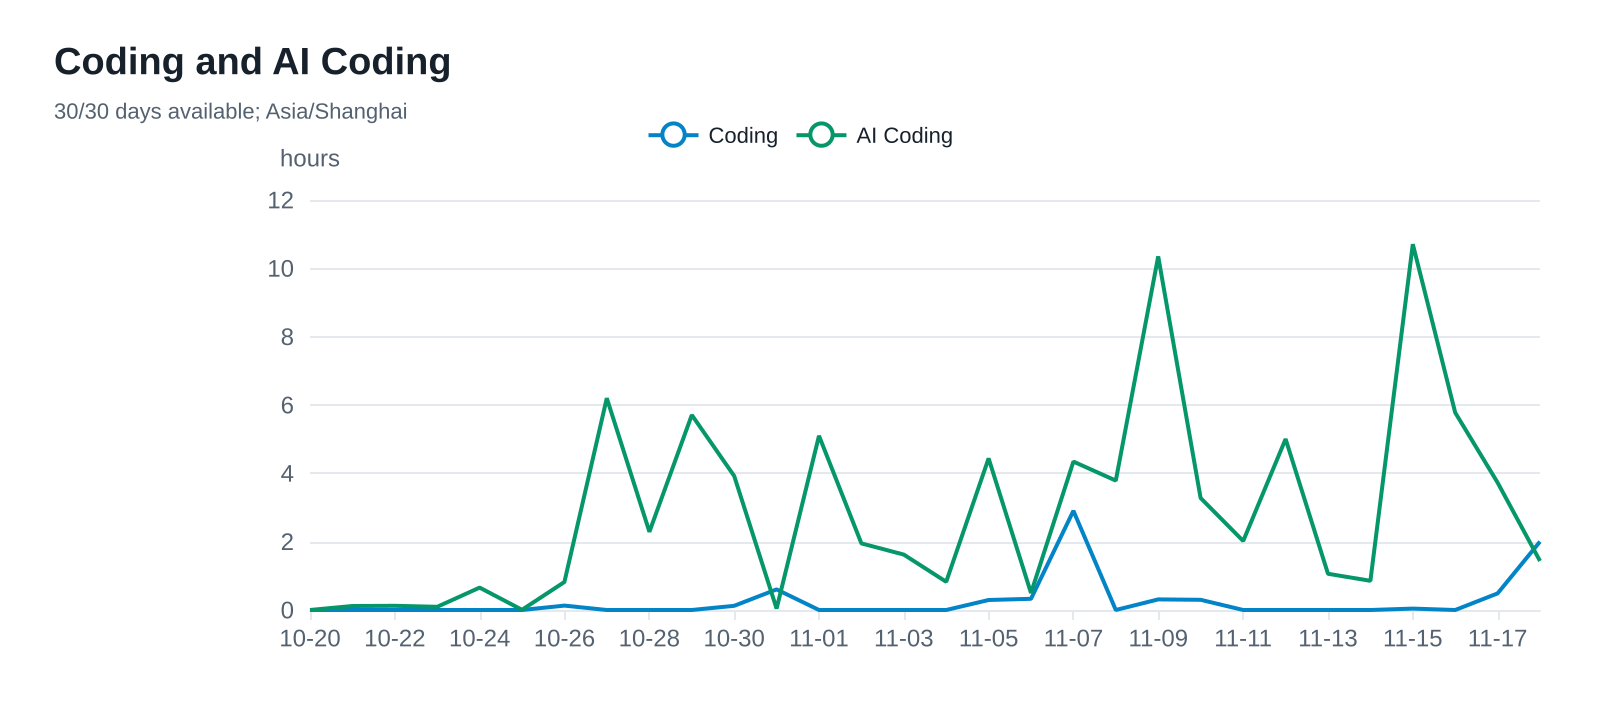 Coding and AI Coding
30/30 days available; Asia/Shanghai
Coding AI Coding
hours
12
10
8
6
4
2
0
10-20 10-22 10-24 10-26 10-28 10-30 11-01 11-03 11-05 11-07 11-09 11-11 11-13 11-15 11-17